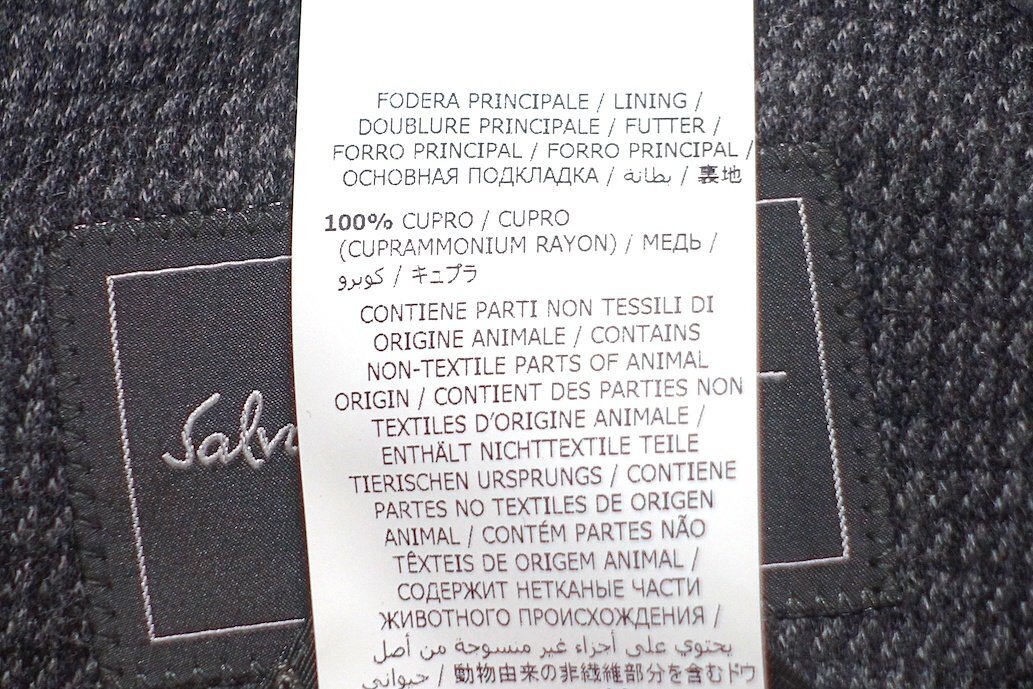 FODERA PRINCIPALE / LINING /
DOUBLURE PRINCIPALE / FUTTER /
FORRO PRINCIPAL / FORRO PRINCIPAL /
ОСНОВНАЯ ПОДКЛАДКА / بطانة / 裏地
100% CUPRO / CUPRO
(CUPRAMMONIUM RAYON) / МЕДЬ /
كوبرو / キュプラ
CONTIENE PARTI NON TESSILI DI
ORIGINE ANIMALE / CONTAINS
NON-TEXTILE PARTS OF ANIMAL
ORIGIN / CONTIENT DES PARTIES NON
TEXTILES D'ORIGINE ANIMALE /
ENTHÄLT NICHTTEXTILE TEILE
TIERISCHEN URSPRUNGS / CONTIENE
PARTES NO TEXTILES DE ORIGEN
ANIMAL / CONTÉM PARTES NÃO
TÊXTEIS DE ORIGEM ANIMAL /
СОДЕРЖИТ НЕТКАНЫЕ ЧАСТИ
ЖИВОТНОГО ПРОИСХОЖДЕНИЯ /
يحتوي على أجزاء غير منسوجة من أصل
حيواني / 動物由来の非繊維部分を含むドウ